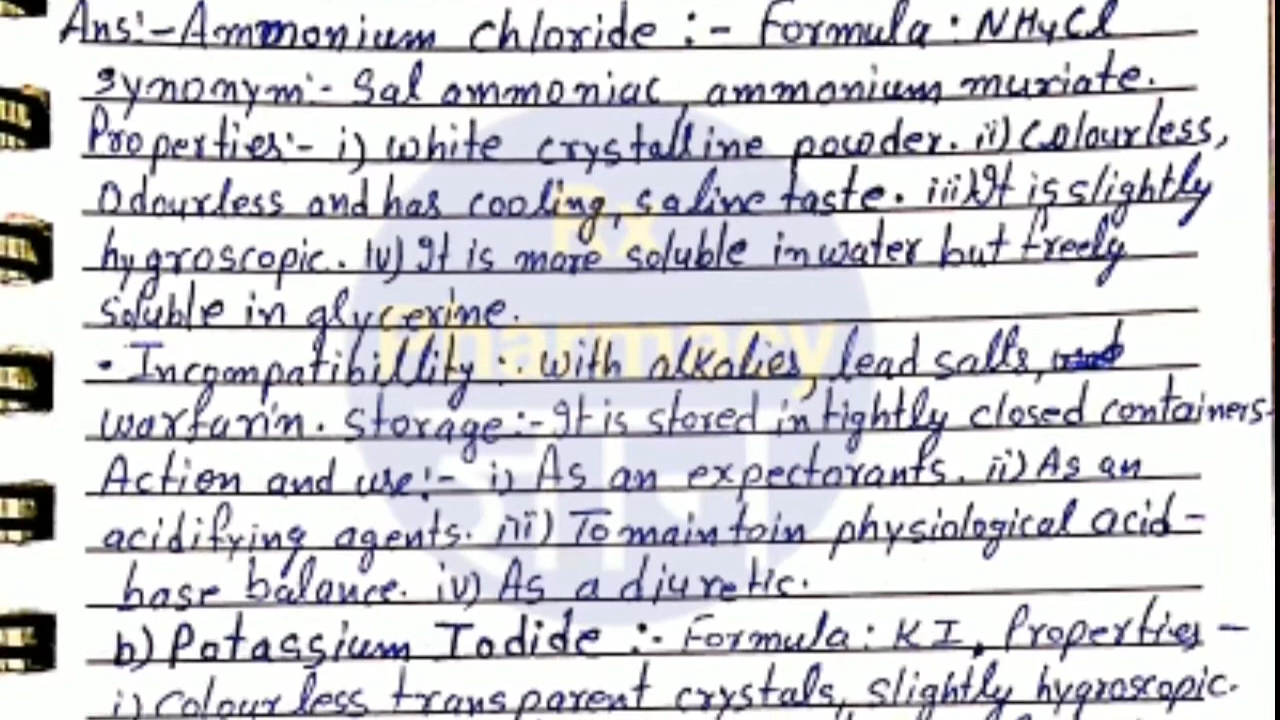 Ans:- Ammonium Chloride :- Formula : NH4Cl
Synonym:- Sal ammoniac, ammonium muriate.
Properties:- i) White crystalline powder. ii) Colourless,
Odourless and has cooling, saline taste. iii) It is slightly
hygroscopic. iv) It is more soluble in water but freely
soluble in glycerine.
• Incompatibillity : with alkalies, lead salls,
warfarin. Storage:- It is stored in tightly closed containers.
Action and use:- i) As an expectorants. ii) As an
acidifying agents. iii) To maintain physiological acid-
base balance. iv) As a diuretic.
b) Potassium Iodide :- Formula : KI, Properties -
i) Colourless transparent crystals, slightly hygroscopic.
Rx
Pharmacy
ज्ञान